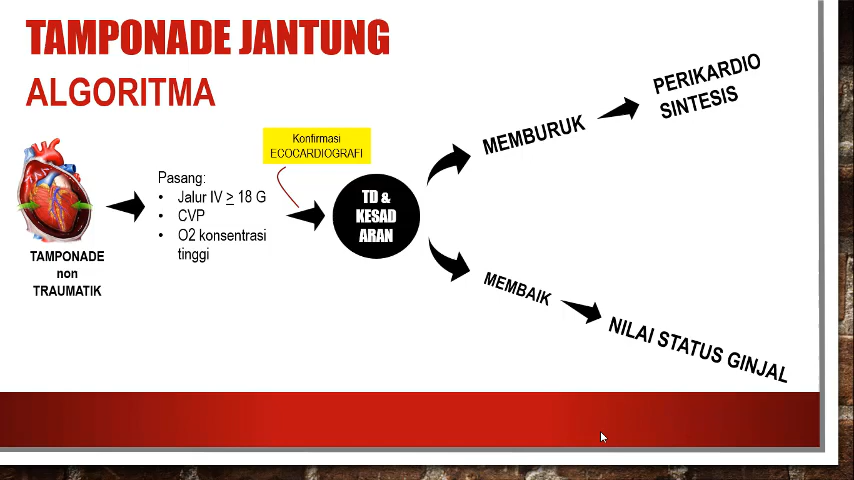 TAMPONADE JANTUNG
ALGORITMA
Konfirmasi
ECOCARDIOGRAFI
TAMPONADE
non
TRAUMATIK
Pasang:
• Jalur IV > 18 G
• CVP
• O2 konsentrasi
tinggi
TD &
KESAD
ARAN
MEMBURUK
PERIKARDIO
SINTESIS
MEMBAIK
NILAI STATUS GINJAL